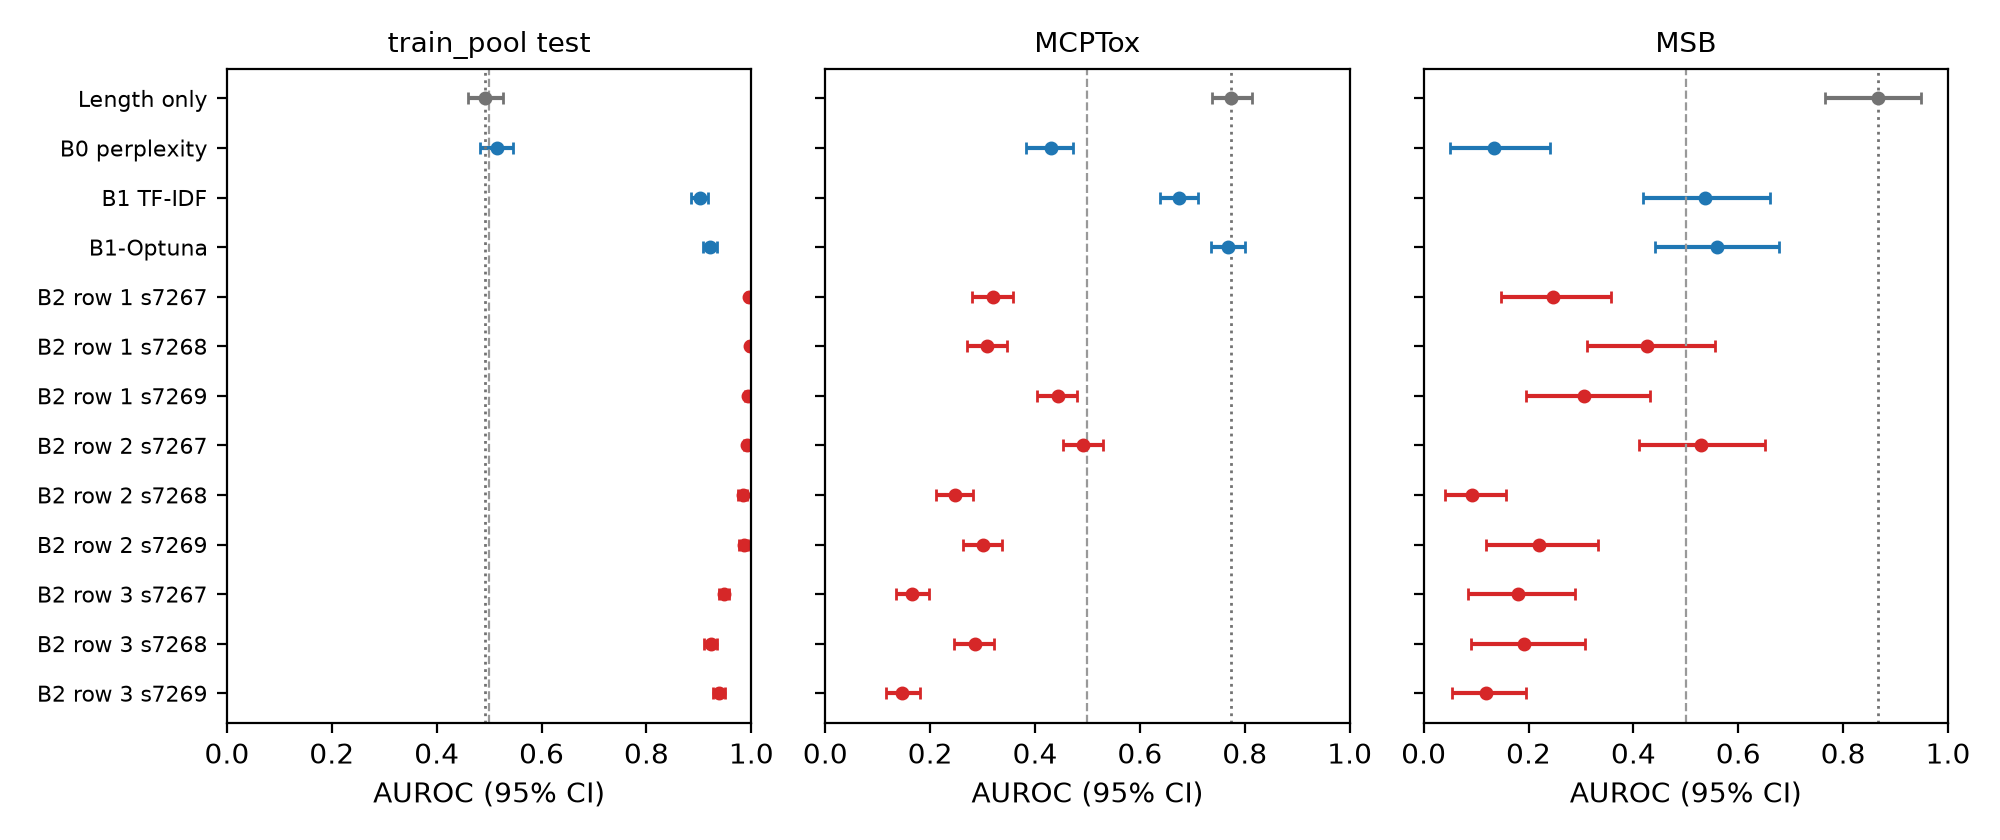 train_pool test
MCPTox
MSB
Length only
B0 perplexity
B1 TF-IDF
B1-Optuna
B2 row 1 s7267
B2 row 1 s7268
B2 row 1 s7269
B2 row 2 s7267
B2 row 2 s7268
B2 row 2 s7269
B2 row 3 s7267
B2 row 3 s7268
B2 row 3 s7269
0.0 0.2 0.4 0.6 0.8 1.0
0.0 0.2 0.4 0.6 0.8 1.0
0.0 0.2 0.4 0.6 0.8 1.0
AUROC (95% CI)
AUROC (95% CI)
AUROC (95% CI)